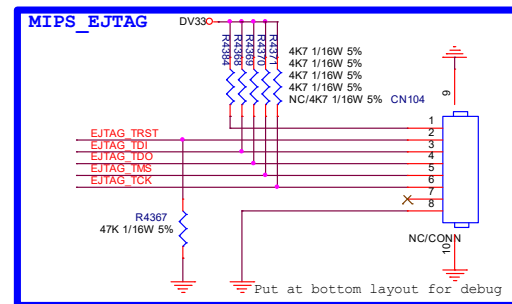 MIPS_EJTAG
DV33
R4384
R4368
R4369
R4370
R4371
4K7 1/16W 5%
4K7 1/16W 5%
4K7 1/16W 5%
4K7 1/16W 5%
NC/4K7 1/16W 5%
CN104
9
1
2
3
4
5
6
7
8
EJTAG_TRST
EJTAG_TDI
EJTAG_TDO
EJTAG_TMS
EJTAG_TCK
R4367
47K 1/16W 5%
NC/CONN
10
Put at bottom layout for debug